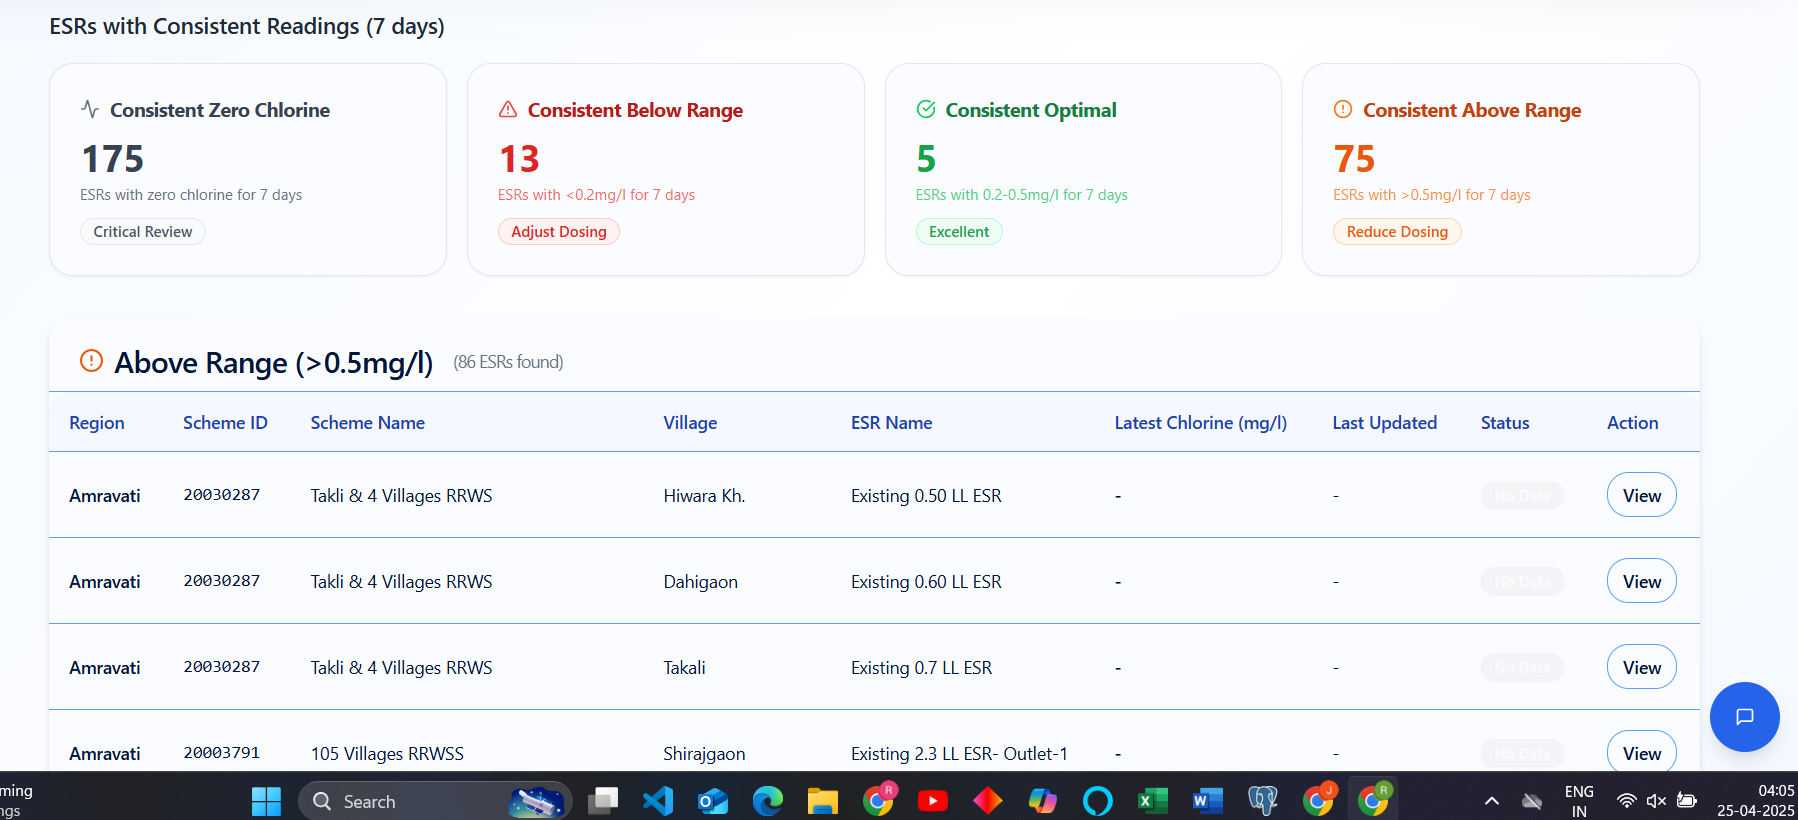 ESRs with Consistent Readings (7 days)
Consistent Zero Chlorine
175
ESRs with zero chlorine for 7 days
Critical Review
Consistent Below Range
13
ESRs with <0.2mg/l for 7 days
Adjust Dosing
Consistent Optimal
5
ESRs with 0.2-0.5mg/l for 7 days
Excellent
Consistent Above Range
75
ESRs with >0.5mg/l for 7 days
Reduce Dosing
Above Range (>0.5mg/l) (86 ESRs found)
Region Scheme ID Scheme Name Village ESR Name Latest Chlorine (mg/l) Last Updated Status Action
Amravati 20030287 Takli & 4 Villages RRWS Hiwara Kh. Existing 0.50 LL ESR - - No Data View
Amravati 20030287 Takli & 4 Villages RRWS Dahigaon Existing 0.60 LL ESR - - No Data View
Amravati 20030287 Takli & 4 Villages RRWS Takali Existing 0.7 LL ESR - - No Data View
Amravati 20003791 105 Villages RRWSS Shirajgaon Existing 2.3 LL ESR- Outlet-1 - - No Data View
ming
ngs
Search
R
J
R
ENG
IN
04:05
25-04-2025